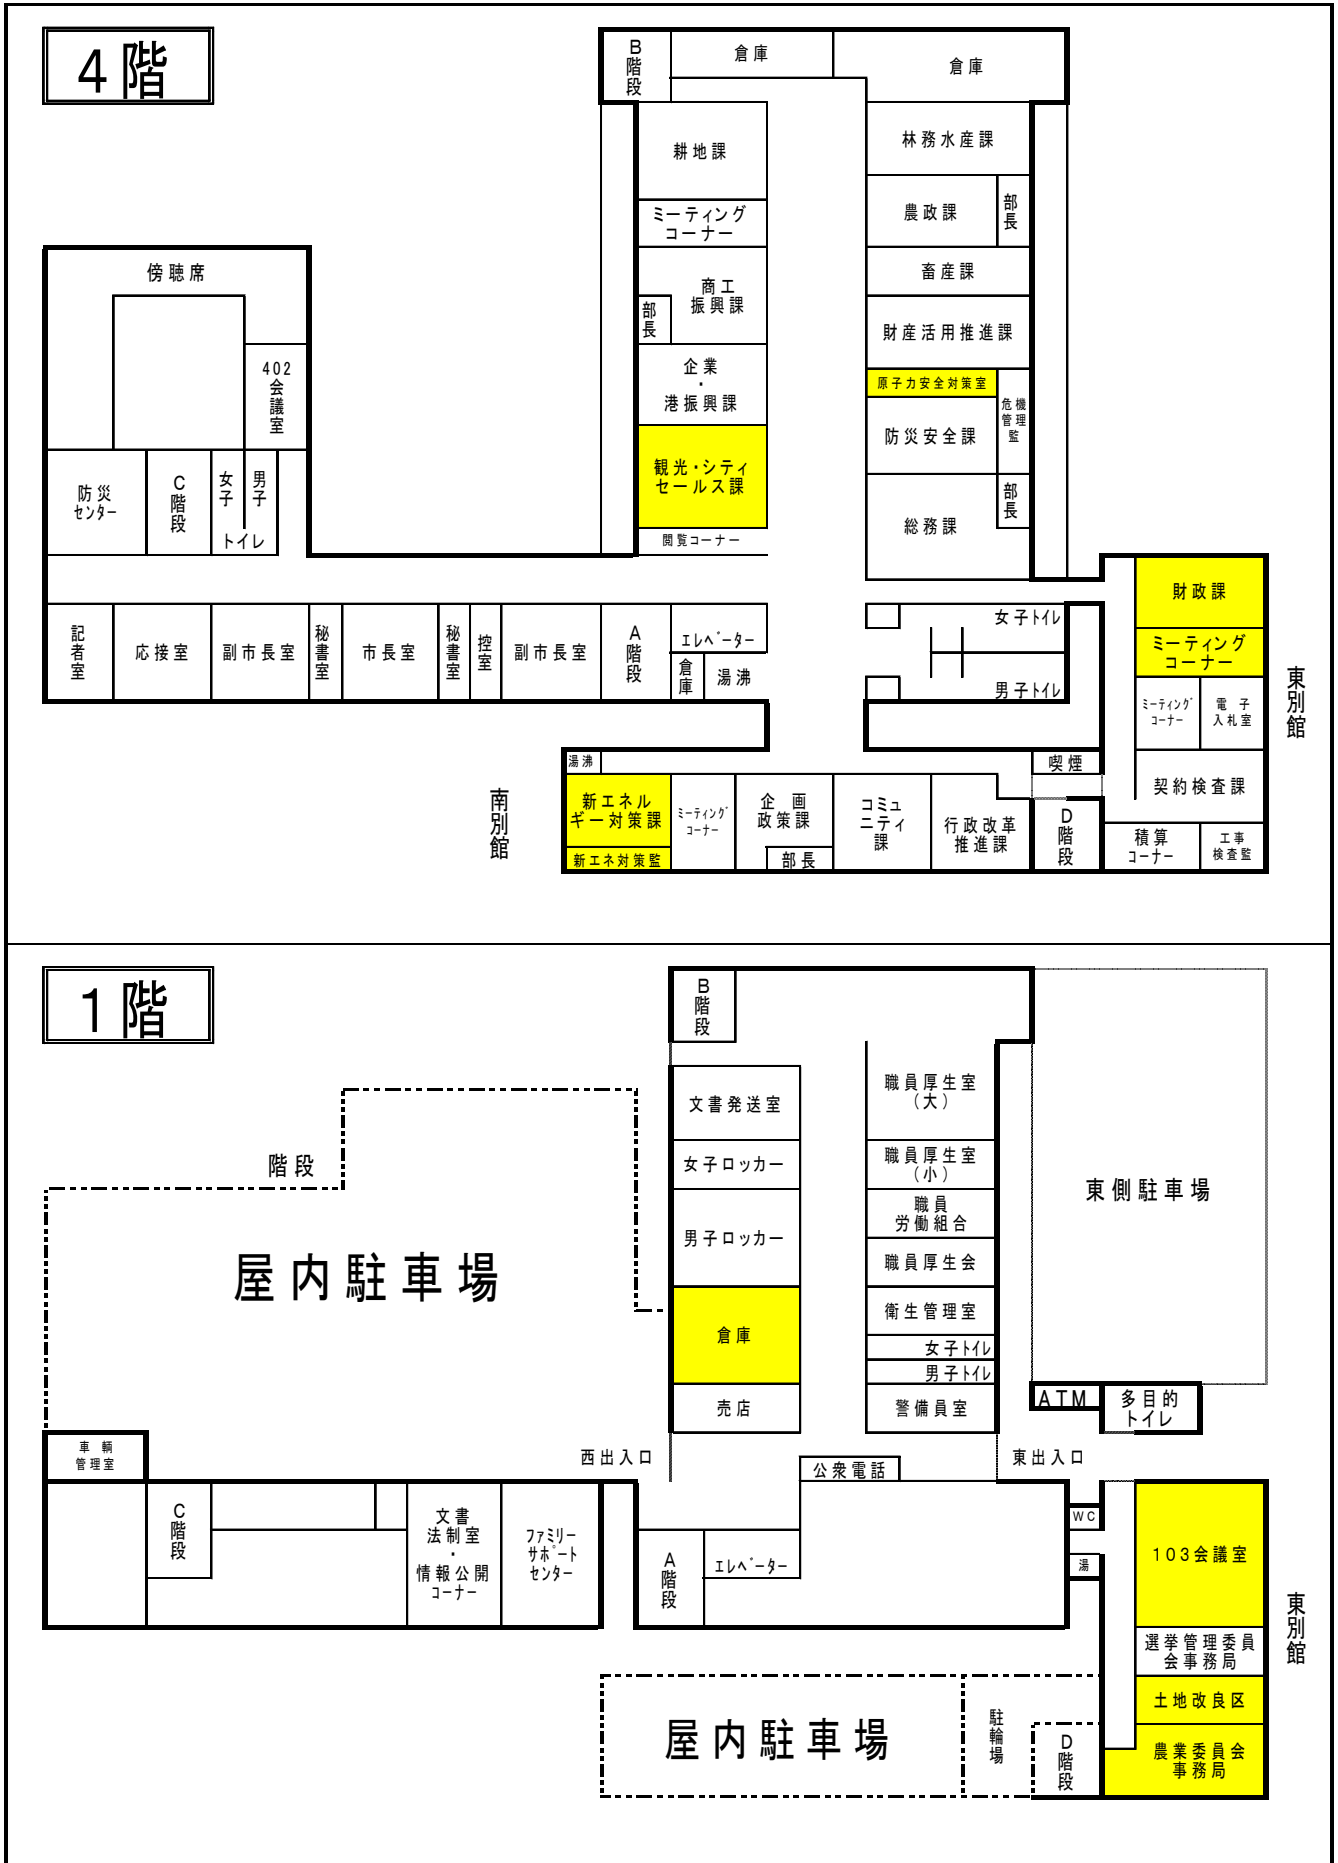 4階
B
階
段
倉庫
倉庫
耕地課
林務水産課
ミーティング
コーナー
農政課
部
長
商工
振興課
部
長
畜産課
傍聴席
402
会
議
室
企業
・
港振興課
財産活用推進課
原子力安全対策室
危機
管理
監
防災安全課
観光・シティ
セールス課
総務課
部
長
閲覧コーナー
防災
センター
C
階
段
女
子
男
子
トイレ
記
者
室
応接室
副市長室
秘
書
室
市長室
秘
書
室
控
室
副市長室
A
階
段
エレベーター
倉
庫
湯沸
女子トイレ
男子トイレ
財政課
ミーティング
コーナー
ミーティング
コーナー
電子
入札室
契約検査課
積算
コーナー
工事
検査監
東
別
館
南
別
館
湯沸
新エネル
ギー対策課
新エネ対策監
ミーティング
コーナー
企画
政策課
部長
コミュ
ニティ
課
行政改革
推進課
喫煙
D
階
段
1階
B
階
段
文書発送室
女子ロッカー
男子ロッカー
倉庫
売店
職員厚生室
(大)
職員厚生室
(小)
職員
労働組合
職員厚生会
衛生管理室
女子トイレ
男子トイレ
警備員室
東側駐車場
階段
屋内駐車場
ATM
多目的
トイレ
車輌
管理室
西出入口
公衆電話
東出入口
C
階
段
文書
法制室
・
情報公開
コーナー
ファミリー
サポート
センター
A
階
段
エレベーター
WC
湯
103会議室
選挙管理委員
会事務局
土地改良区
農業委員会
事務局
東
別
館
屋内駐車場
駐
輪
場
D
階
段